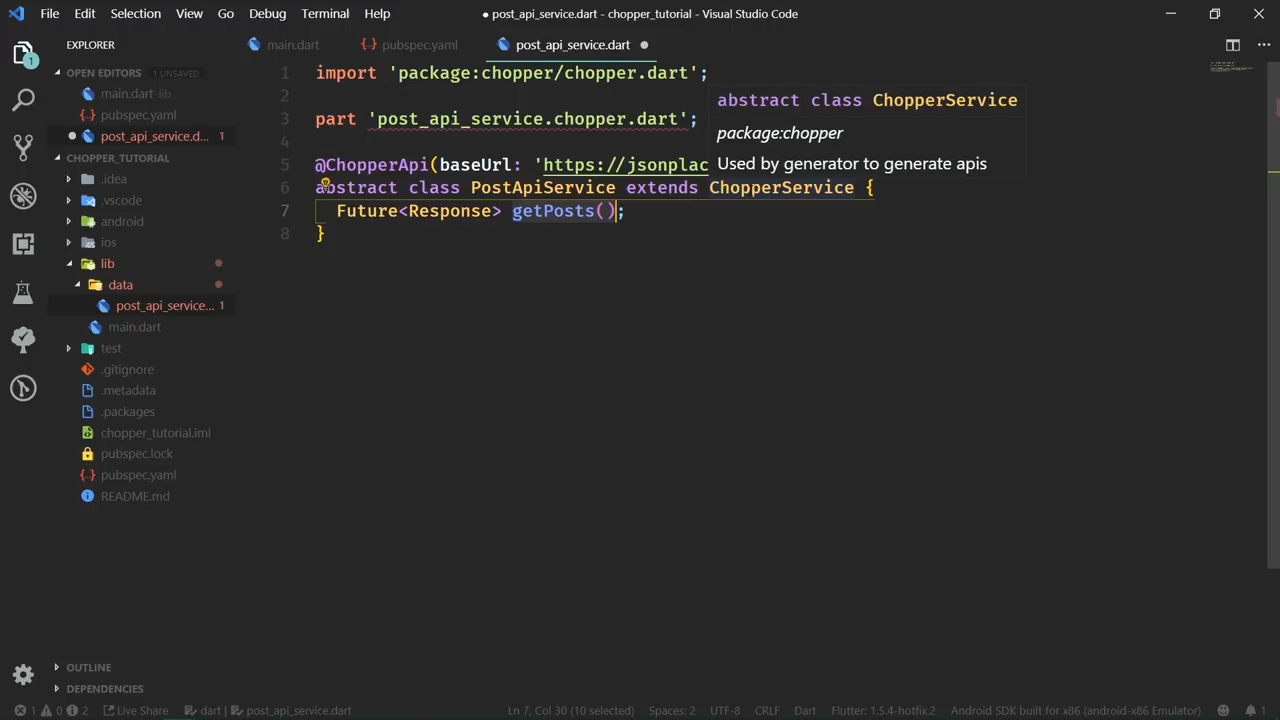 File Edit Selection View Go Debug Terminal Help
● post_api_service.dart - chopper_tutorial - Visual Studio Code
EXPLORER
OPEN EDITORS 1 UNSAVED
main.dart lib
pubspec.yaml
post_api_service.d... 1
CHOPPER_TUTORIAL
.idea
.vscode
android
ios
lib
data
post_api_service... 1
main.dart
test
.gitignore
.metadata
.packages
chopper_tutorial.iml
pubspec.lock
pubspec.yaml
README.md
OUTLINE
DEPENDENCIES
main.dart
pubspec.yaml
post_api_service.dart
1 import 'package:chopper/chopper.dart';
2
3 part 'post_api_service.chopper.dart';
4
5 @ChopperApi(baseUrl: 'https://jsonplac
6 abstract class PostApiService extends ChopperService {
7 Future<Response> getPosts();
8 }
abstract class ChopperService
package:chopper
Used by generator to generate apis
1 0 2 Live Share dart | post_api_service.dart Ln 7, Col 30 (10 selected) Spaces: 2 UTF-8 CRLF Dart Flutter: 1.5.4-hotfix.2 Android SDK built for x86 (android-x86 Emulator) 1